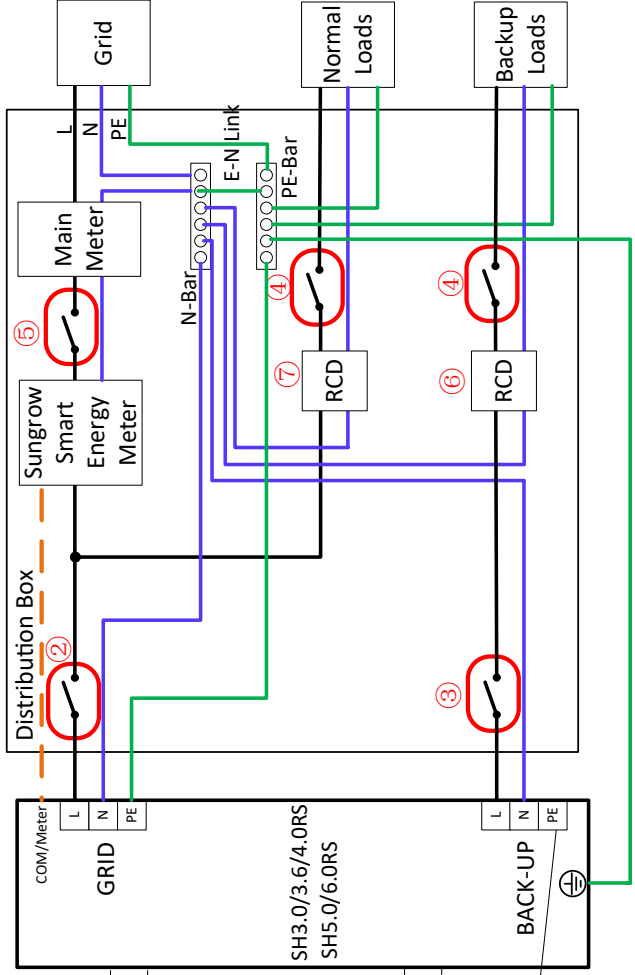 Grid
Normal
Loads
Backup
Loads
L
N
PE
E-N Link
PE-Bar
N-Bar
Main
Meter
⑤
④
④
Sungrow
Smart
Energy
Meter
⑦
RCD
⑥
RCD
Distribution Box
②
③
COM/Meter
L
N
PE
GRID
SH3.0/3.6/4.0RS
SH5.0/6.0RS
L
N
PE
BACK-UP